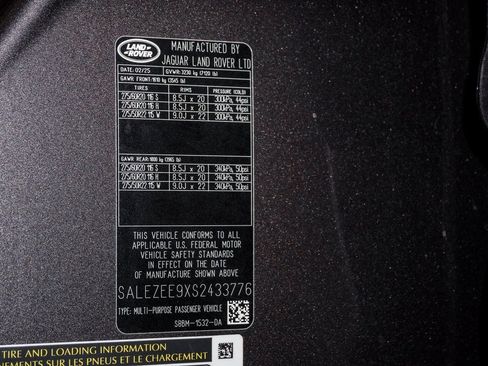 LAND
ROVER
MANUFACTURED BY
JAGUAR LAND ROVER LTD
DATE: 02/25 GVWR: 3230 kg (7120 lb)
GAWR FRONT: 1610 kg (3545 lb)
TIRES RIMS PRESSURE (COLD)
275/60R20 116 S 8.5J x 20 300kPa, 44psi
275/60R20 116 H 8.5J x 20 300kPa, 44psi
275/50R22 115 W 9.0J x 22 300kPa, 44psi
GAWR REAR: 1800 kg (3965 lb)
275/60R20 116 S 8.5J x 20 340kPa, 50psi
275/60R20 116 H 8.5J x 20 340kPa, 50psi
275/50R22 115 W 9.0J x 22 340kPa, 50psi
THIS VEHICLE CONFORMS TO ALL
APPLICABLE U.S. FEDERAL MOTOR
VEHICLE SAFETY STANDARDS
IN EFFECT ON THE DATE
OF MANUFACTURE SHOWN ABOVE
SALEZEE9XS2433776
TYPE: MULTI-PURPOSE PASSENGER VEHICLE
S8BM-1532-DA
TIRE AND LOADING INFORMATION
NEMENTS SUR LES PNEUS ET LE CHARGEMENT